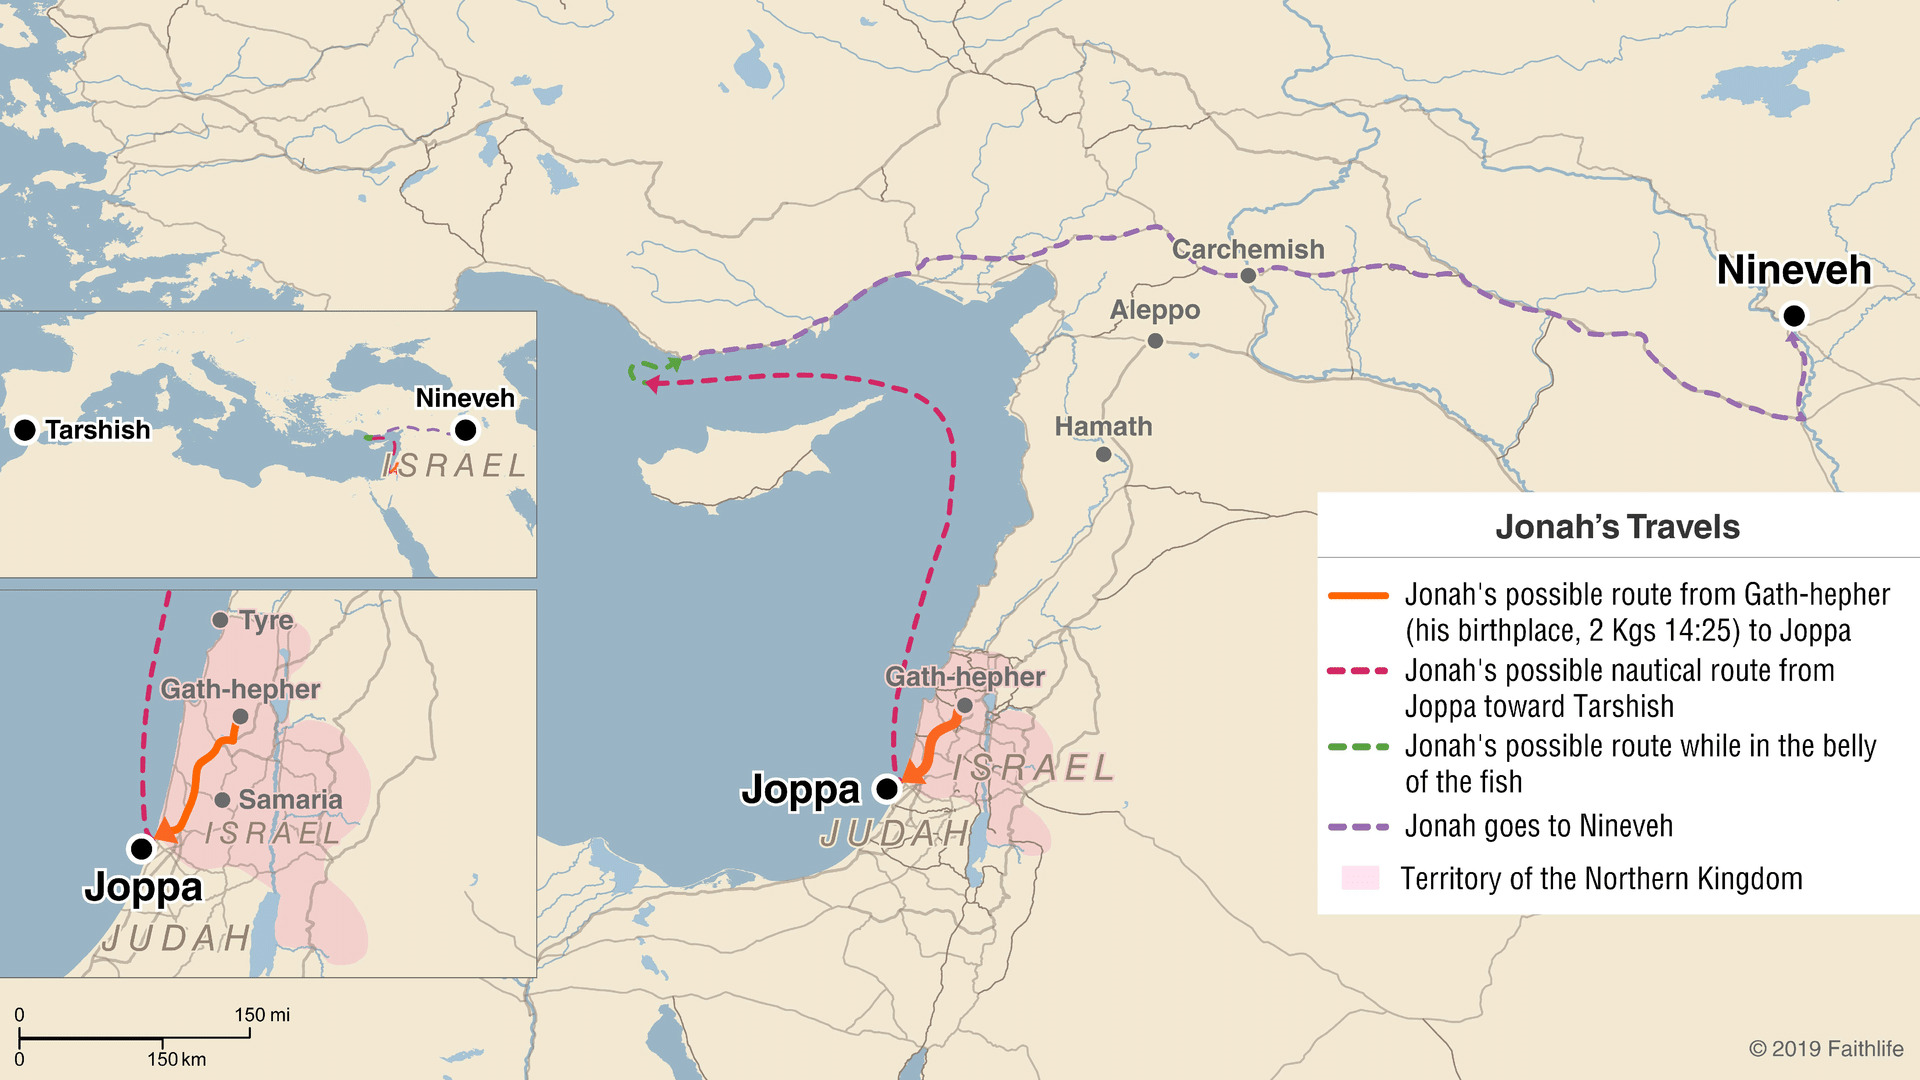 Carchemish
Nineveh
Aleppo
Hamath
Gath-hepher
ISRAEL
Joppa
JUDAH
Nineveh
Tarshish
ISRAEL
Tyre
Gath-hepher
Samaria
ISRAEL
Joppa
JUDAH
0 150 mi
0 150 km
Jonah’s Travels
Jonah's possible route from Gath-hepher
(his birthplace, 2 Kgs 14:25) to Joppa
Jonah's possible nautical route from
Joppa toward Tarshish
Jonah's possible route while in the belly
of the fish
Jonah goes to Nineveh
Territory of the Northern Kingdom
© 2019 Faithlife